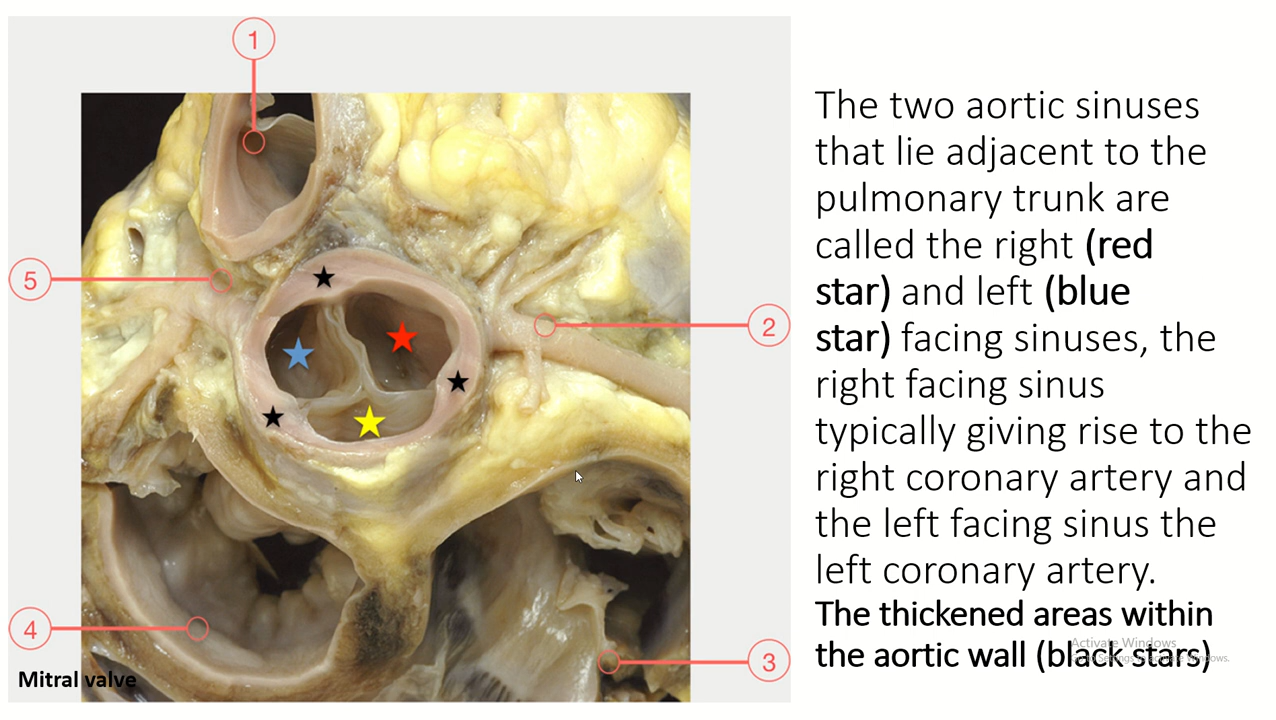 1
5
2
4
3
Mitral valve
The two aortic sinuses
that lie adjacent to the
pulmonary trunk are
called the right (red
star) and left (blue
star) facing sinuses, the
right facing sinus
typically giving rise to the
right coronary artery and
the left facing sinus the
left coronary artery.
The thickened areas within
the aortic wall (black stars)
Activate Windows